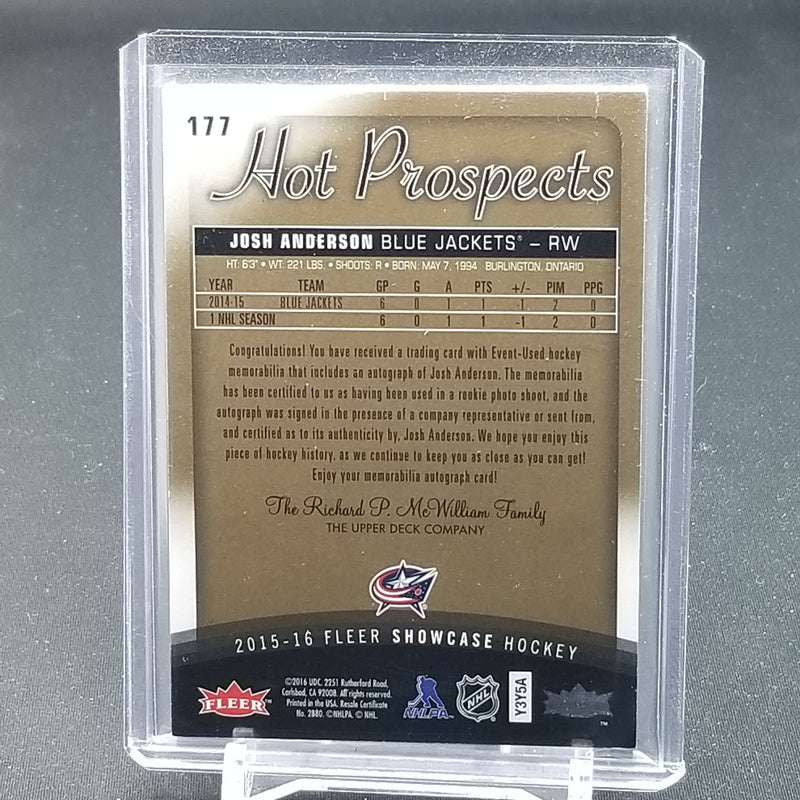 177
Hot Prospects
JOSH ANDERSON BLUE JACKETS® – RW
HT: 6'3" • WT: 221 LBS. • SHOOTS: R • BORN: MAY 7, 1994 BURLINGTON, ONTARIO
YEAR TEAM GP G A PTS +/- PIM PPG
2014-15 BLUE JACKETS 6 0 1 1 -1 2 0
1 NHL SEASON 6 0 1 1 -1 2 0
Congratulations! You have received a trading card with Event-Used hockey
memorabilia that includes an autograph of Josh Anderson. The memorabilia
has been certified to us as having been used in a rookie photo shoot, and the
autograph was signed in the presence of a company representative or sent from,
and certified as to its authenticity by, Josh Anderson. We hope you enjoy this
piece of hockey history, as we continue to keep you as close as you can get!
Enjoy your memorabilia autograph card!
The Richard P. McWilliam Family
THE UPPER DECK COMPANY
2015-16 FLEER SHOWCASE HOCKEY
FLEER™
©2016 UDC. 2251 Rutherford Road,
Carlsbad, CA 92008. All rights reserved.
Printed in the USA. Resale Certificate
No. 2880. ©NHLPA. © NHL.
NHLPA™
NHL
Y3Y5A
™